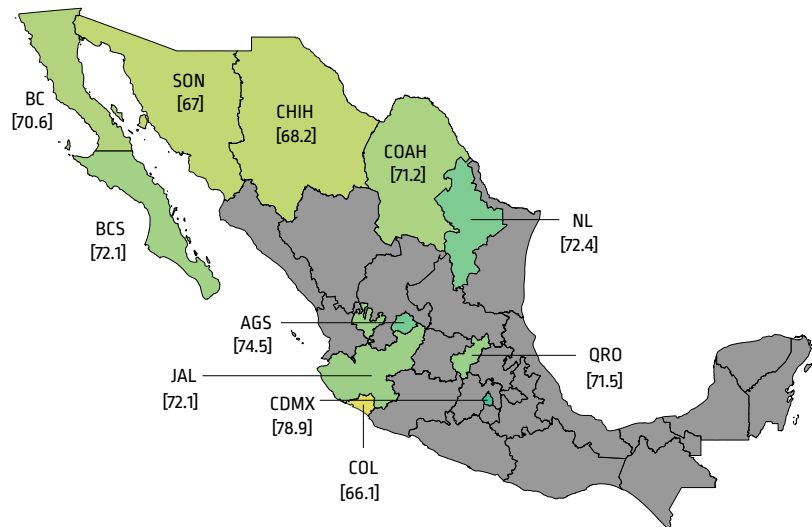 SON
[67]
BC
[70.6]
CHIH
[68.2]
COAH
[71.2]
BCS
[72.1]
NL
[72.4]
AGS
[74.5]
QRO
[71.5]
JAL
[72.1]
CDMX
[78.9]
COL
[66.1]